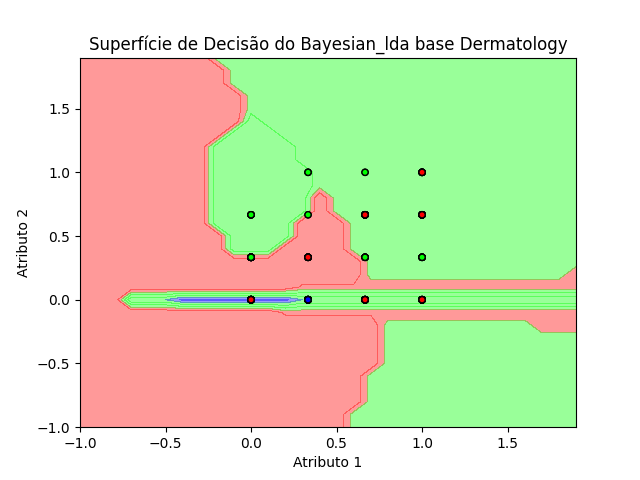 Superfície de Decisão do Bayesian_lda base Dermatology
1.5
1.0
0.5
0.0
−0.5
−1.0
Atributo 2
−1.0 −0.5 0.0 0.5 1.0 1.5
Atributo 1